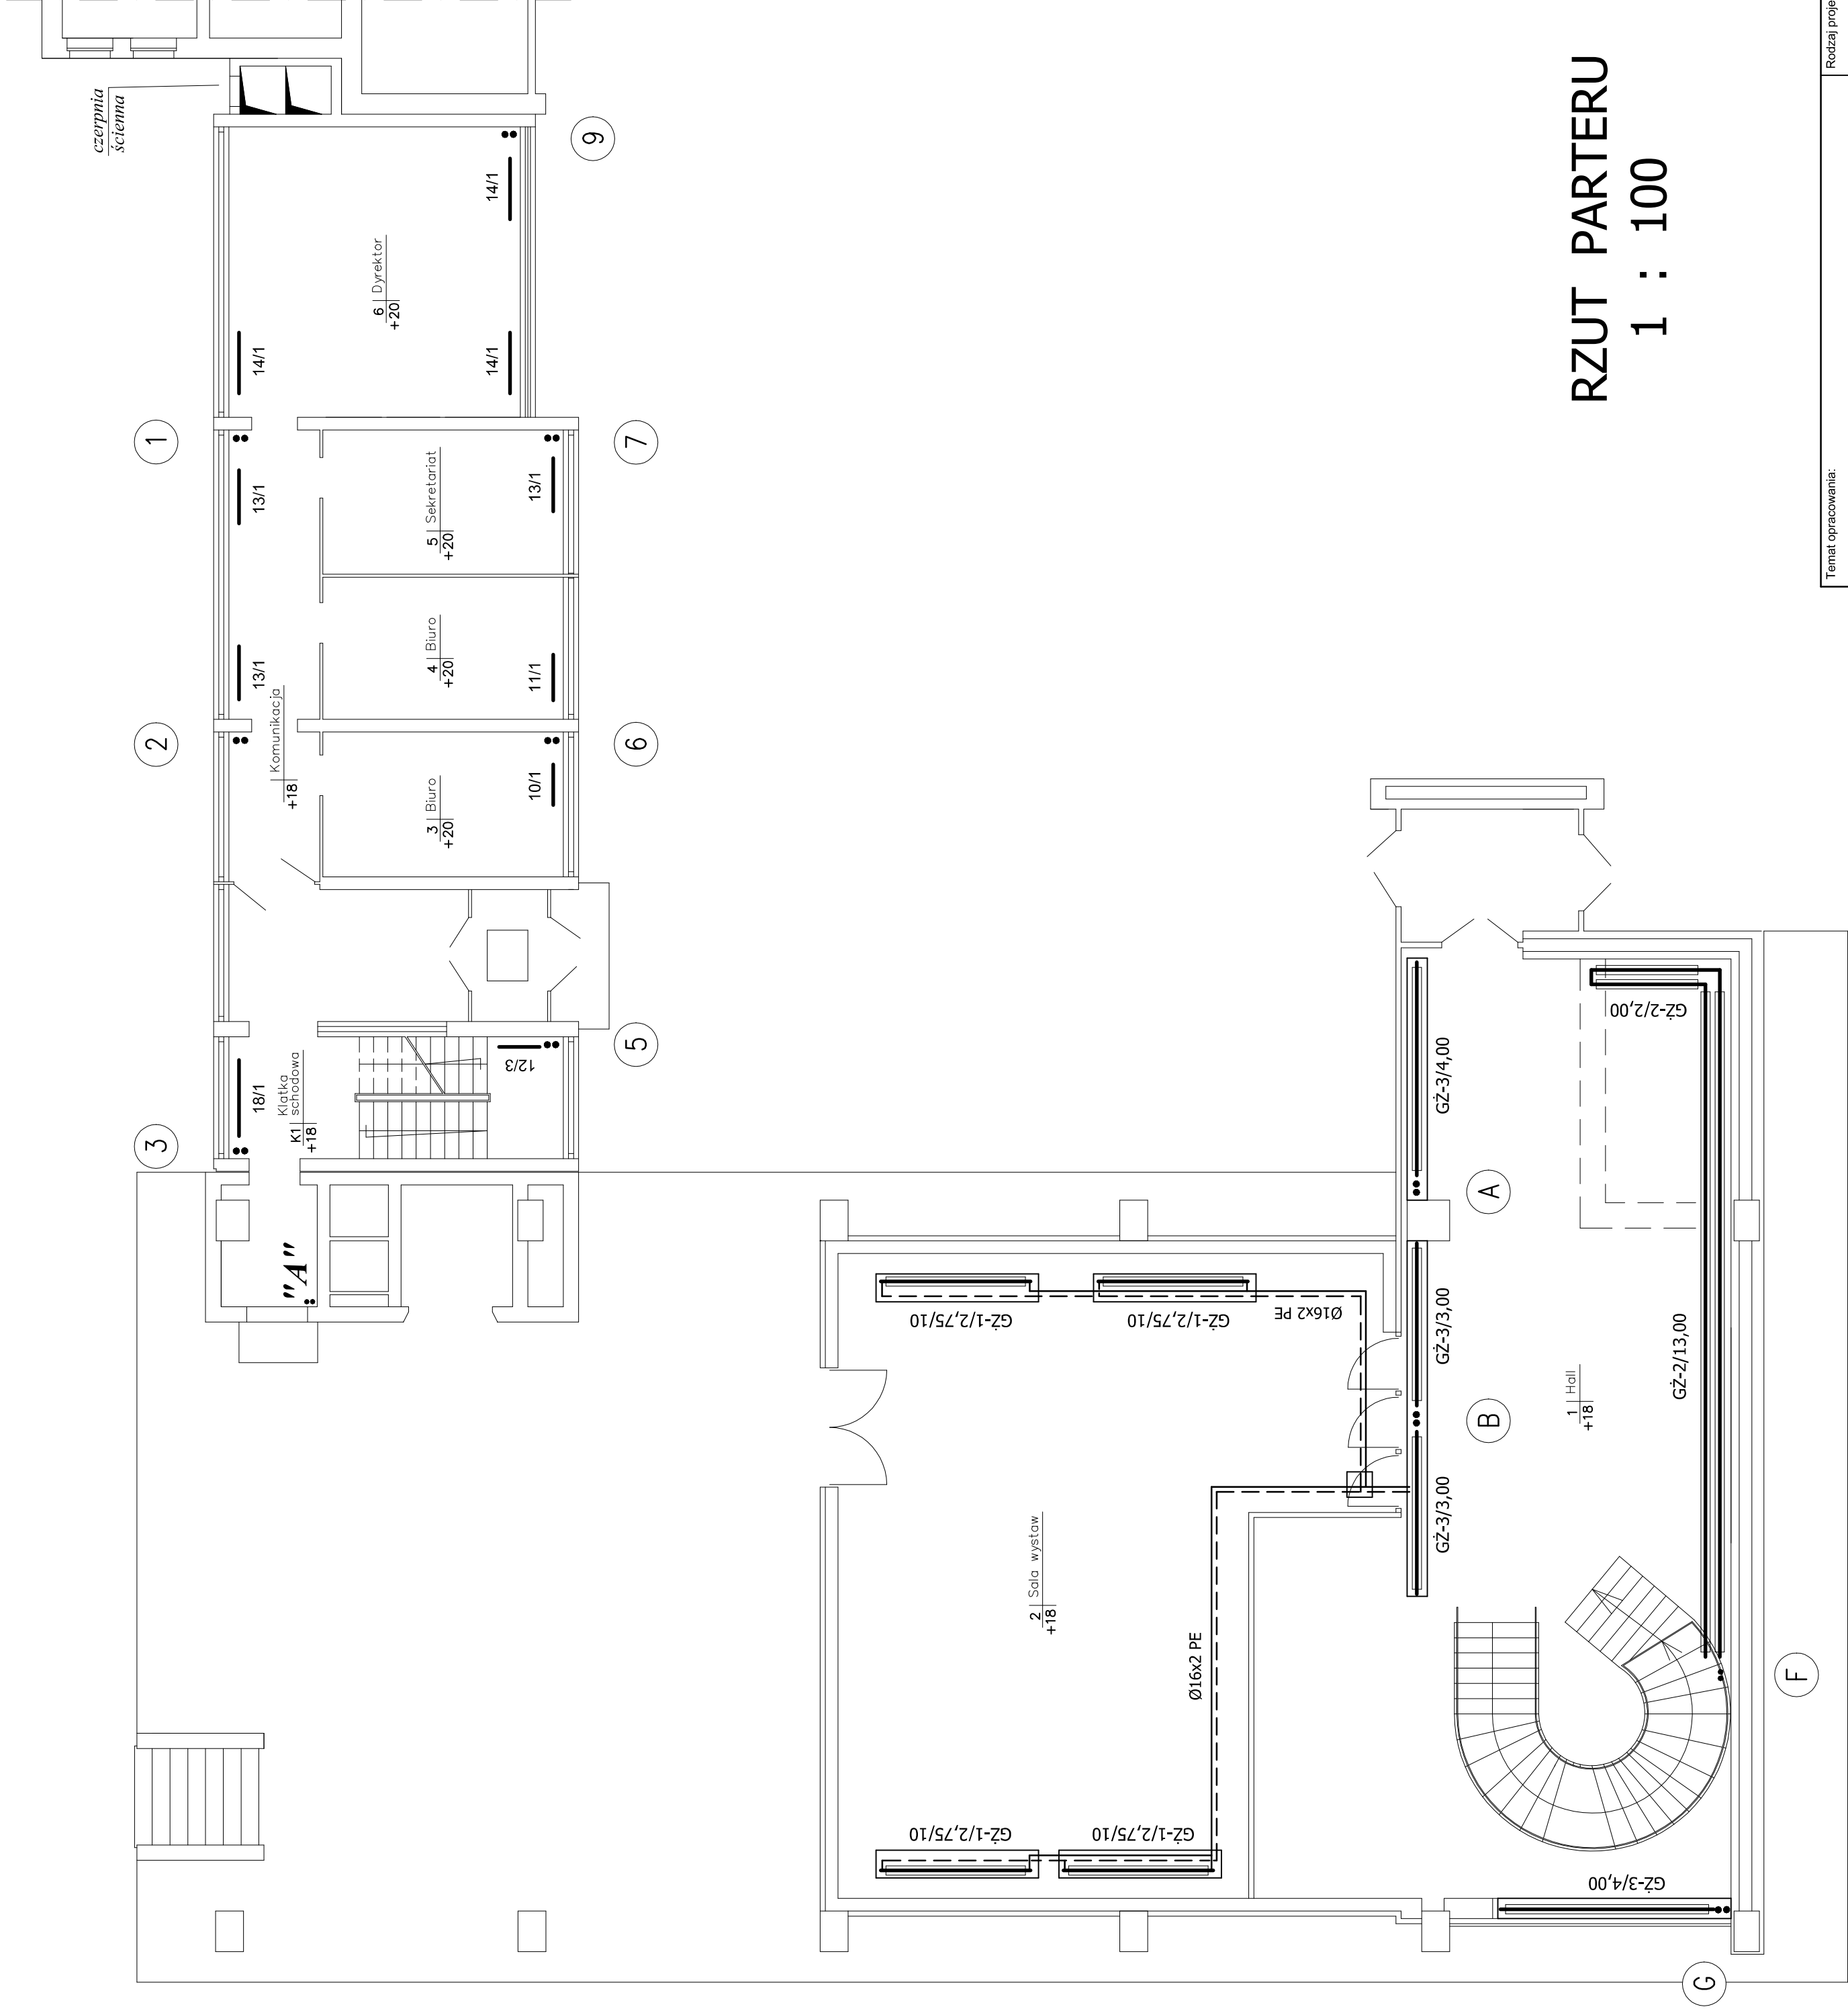 czerpnia
ścienna
9
14/1
6 Dyrektor
+20
14/1
14/1
1
7
13/1
5 Sekretariat
+20
13/1
2
6
13/1
Komunikacja
+18
4 Biuro
+20
11/1
3 Biuro
+20
10/1
3
5
18/1
Klatka
schodowa
K1
+18
12/3
"A"
RZUT PARTERU
1 : 100
Rodzaj proje
Temat opracowania:
GŻ-1/2,75/10
GŻ-1/2,75/10
Ø16x2 PE
2 Sala wystaw
+18
Ø16x2 PE
GŻ-1/2,75/10
GŻ-1/2,75/10
GŻ-3/4,00
GŻ-2/2,00
A
GŻ-3/3,00
B
GŻ-3/3,00
1 Hall
+18
GŻ-2/13,00
F
GŻ-3/4,00
G